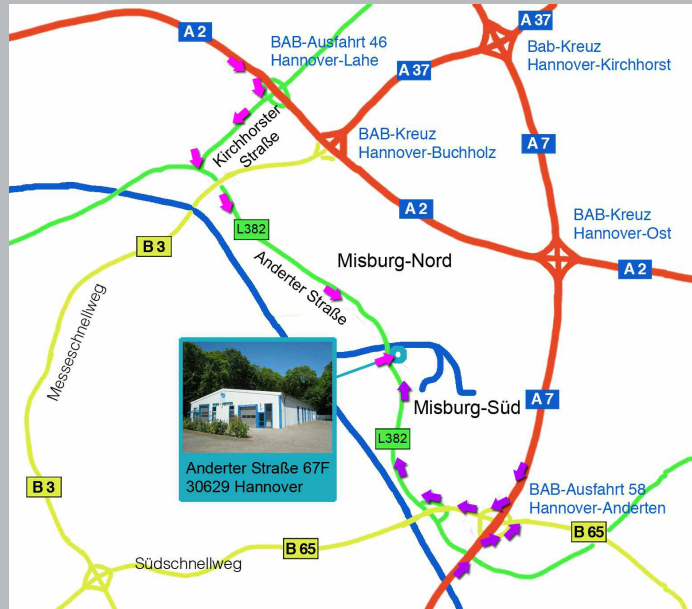 A 2
BAB-Ausfahrt 46
Hannover-Lahe
A 37
A 37
Bab-Kreuz
Hannover-Kirchhorst
Kirchhorster
Straße
BAB-Kreuz
Hannover-Buchholz
A 7
A 2
BAB-Kreuz
Hannover-Ost
L382
B 3
Misburg-Nord
A 2
Anderter Straße
Messeschnellweg
Misburg-Süd
A 7
L382
Anderter Straße 67F
30629 Hannover
B 3
BAB-Ausfahrt 58
Hannover-Anderten
B 65
B 65
Südschnellweg